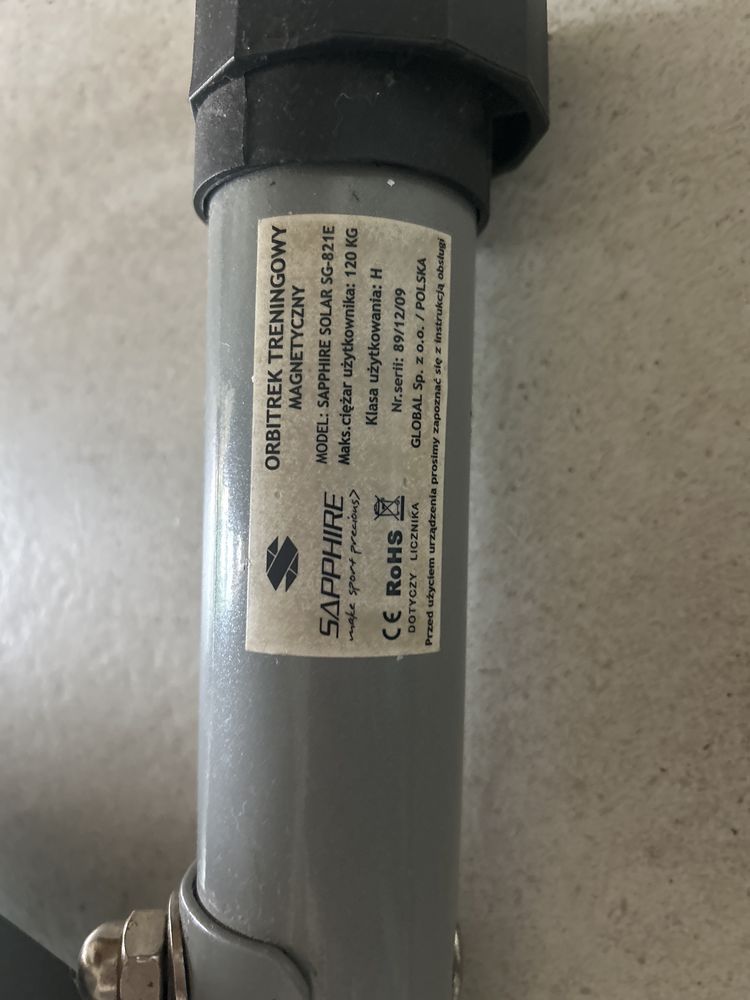 ORBITREK TRENINGOWY
MAGNETYCZNY
MODEL: SAPPHIRE SOLAR SG-821E
Maks.ciężar użytkownika: 120 KG
Klasa użytkowania: H
Nr.serii: 89/12/09
GLOBAL Sp. z o.o. / POLSKA
SAPPHIRE
make sport precious>
CE RoHS
DOTYCZY LICZNIKA
Przed użyciem urządzenia prosimy zapoznać się z instrukcją obsługi